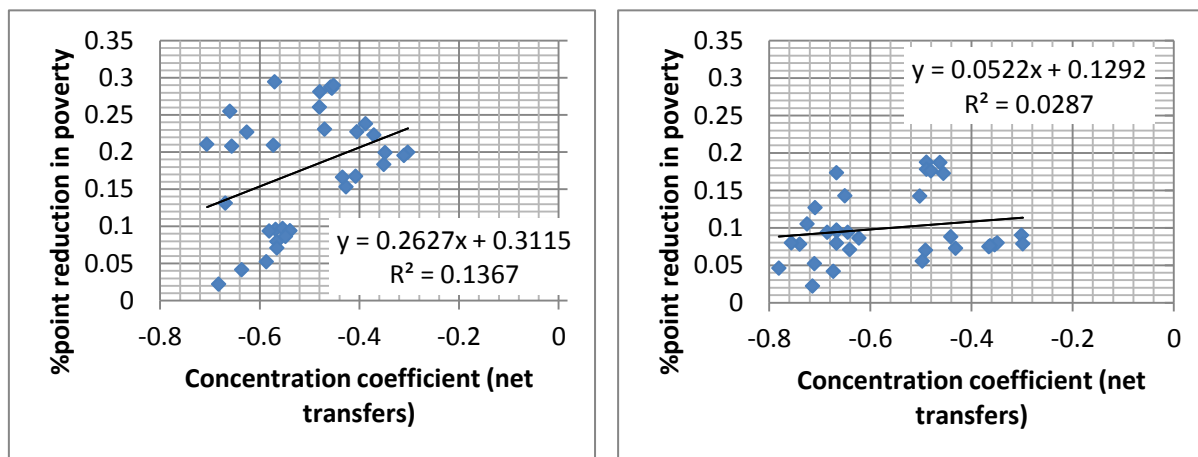 %point reduction in poverty
0.35
0.3
0.25
0.2
0.15
0.1
0.05
0
y = 0.2627x + 0.3115
R² = 0.1367
-0.8
-0.6
-0.4
-0.2
0
Concentration coefficient (net
transfers)
%point reduction in poverty
0.35
0.3
0.25
0.2
0.15
0.1
0.05
0
y = 0.0522x + 0.1292
R² = 0.0287
-0.8
-0.6
-0.4
-0.2
0
Concentration coefficient (net
transfers)